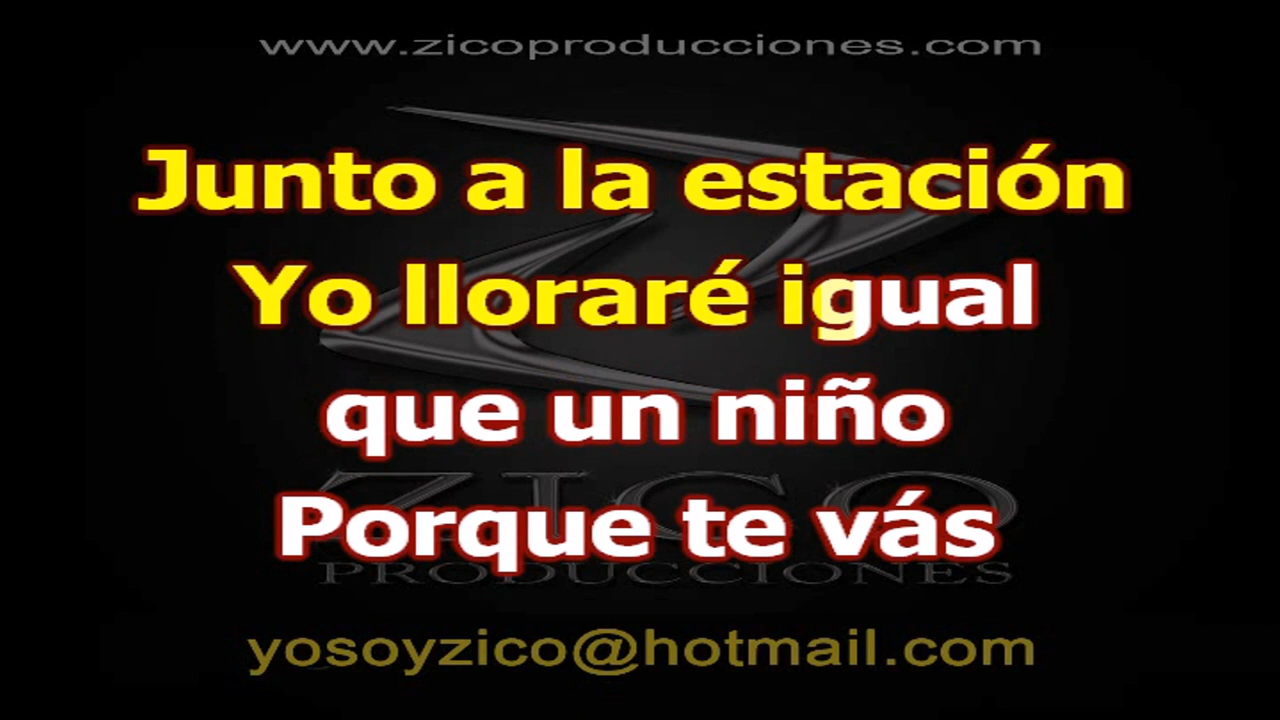 www.zicoproducciones.com
Junto a la estación
Yo lloraré igual
que un niño
Porque te vás
ZICO
PRODUCCIONES
yosoyzico@hotmail.com